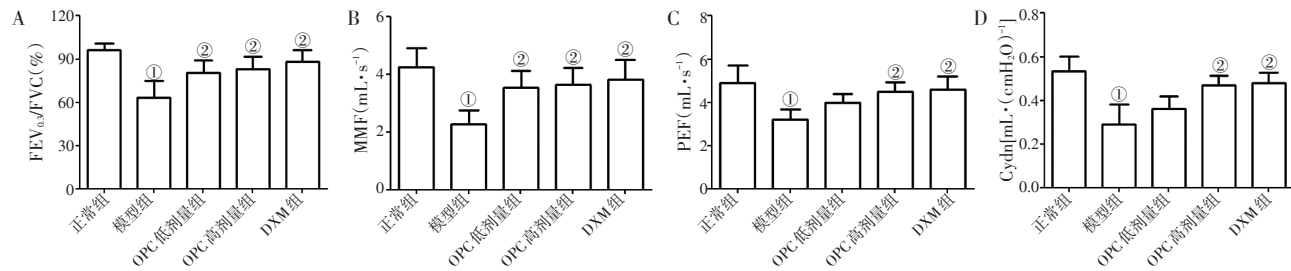 A
FEV0.3/FVC(%)
120
90
60
30
0
①
②
②
②
正常组
模型组
OPC低剂量组
OPC高剂量组
DXM组
B
MMF(mL·s⁻¹)
6
4
2
0
①
②
②
②
正常组
模型组
OPC低剂量组
OPC高剂量组
DXM组
C
PEF(mL·s⁻¹)
8
6
4
2
0
①
②
②
正常组
模型组
OPC低剂量组
OPC高剂量组
DXM组
D
Cydn[mL·(cmH₂O)⁻¹]
0.8
0.6
0.4
0.2
0.0
①
②
②
正常组
模型组
OPC低剂量组
OPC高剂量组
DXM组